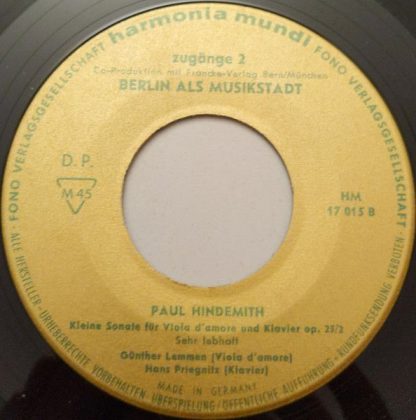 FONO VERLAGSGESELLSCHAFT · harmonia mundi · FONO VERLAGSGESELLSCHAFT
zugänge 2
Co-Produktion mit Francke-Verlag Bern/München
BERLIN ALS MUSIKSTADT
D. P.
M 45
HM
17 015 B
PAUL HINDEMITH
Kleine Sonate für Viola d'amore und Klavier op. 25/2
Sehr lebhaft
Günther Lemmen (Viola d'amore)
Hans Priegnitz (Klavier)
MADE IN GERMANY
ALLE HERSTELLER- URHEBERRECHTE VORBEHALTEN · ÜBERSPIELUNG / ÖFFENTLICHE AUFFÜHRUNG + RUNDFUNKSENDUNG VERBOTEN ·